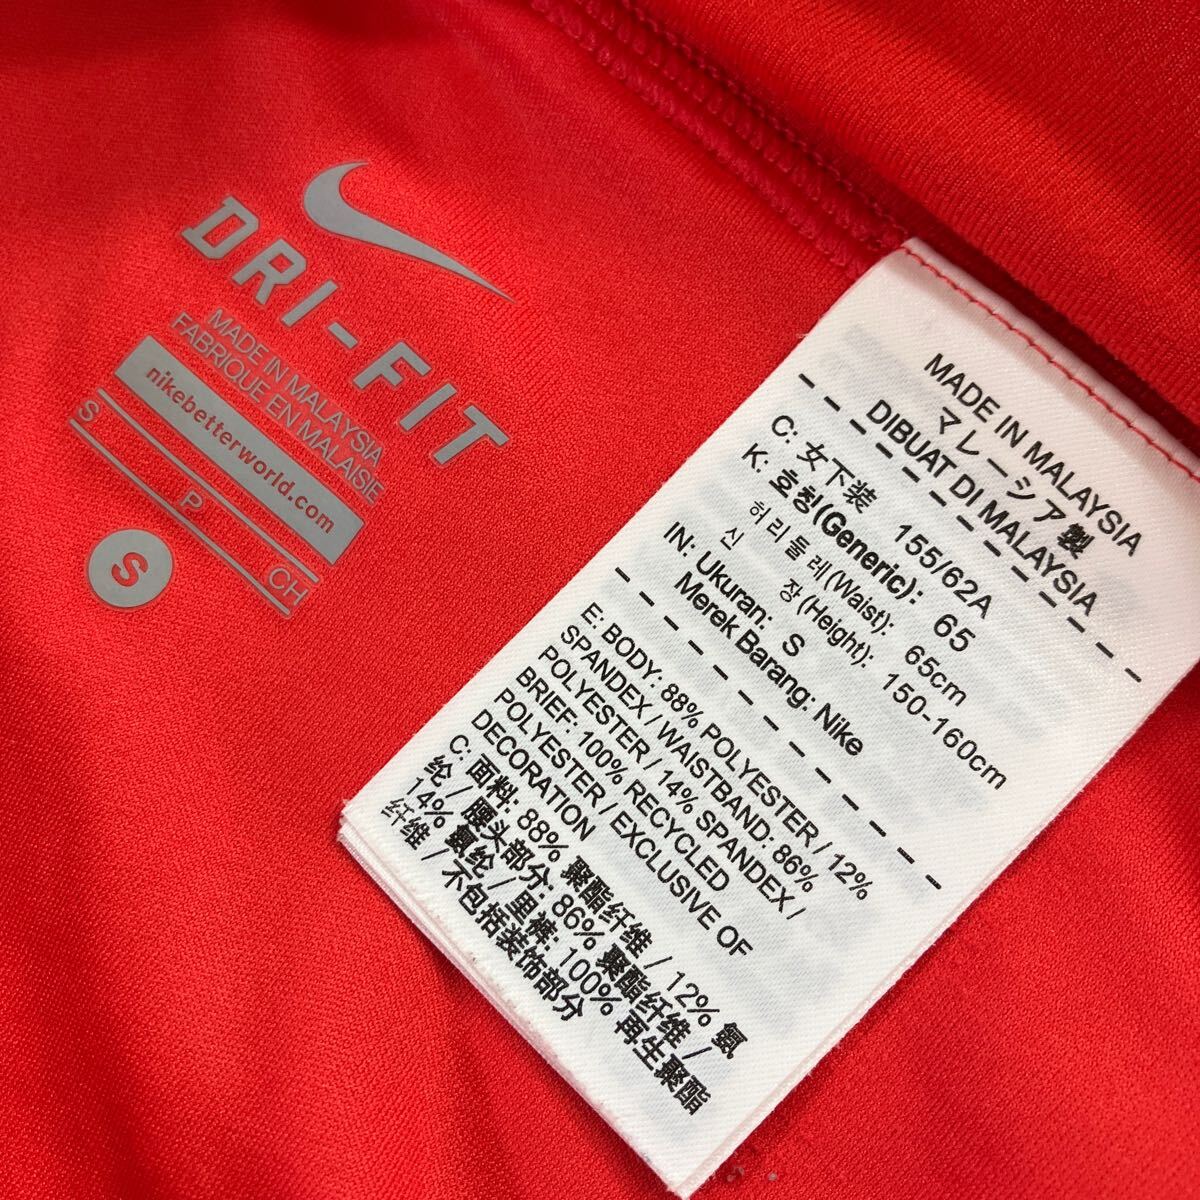 DRI-FIT
MADE IN MALAYSIA
FABRIQUE EN MALAISIE
nikebetterworld.com
S P CH
S
MADE IN MALAYSIA
マレーシア製
DIBUAT DI MALAYSIA
C: 女下装 155/62A
K: 호칭(Generic): 65
허리둘레(Waist): 65cm
신 장(Height): 150-160cm
IN: Ukuran: S
Merek Barang: Nike
E: BODY: 88% POLYESTER / 12%
SPANDEX / WAISTBAND: 86%
POLYESTER / 14% SPANDEX /
BRIEF: 100% RECYCLED
POLYESTER / EXCLUSIVE OF
DECORATION
C: 面料: 88% 聚酯纤维 / 12% 氨
纶 / 腰头部分: 86% 聚酯纤维 /
14% 氨纶 / 里裤: 100% 再生聚酯
纤维 / 不包括装饰部分